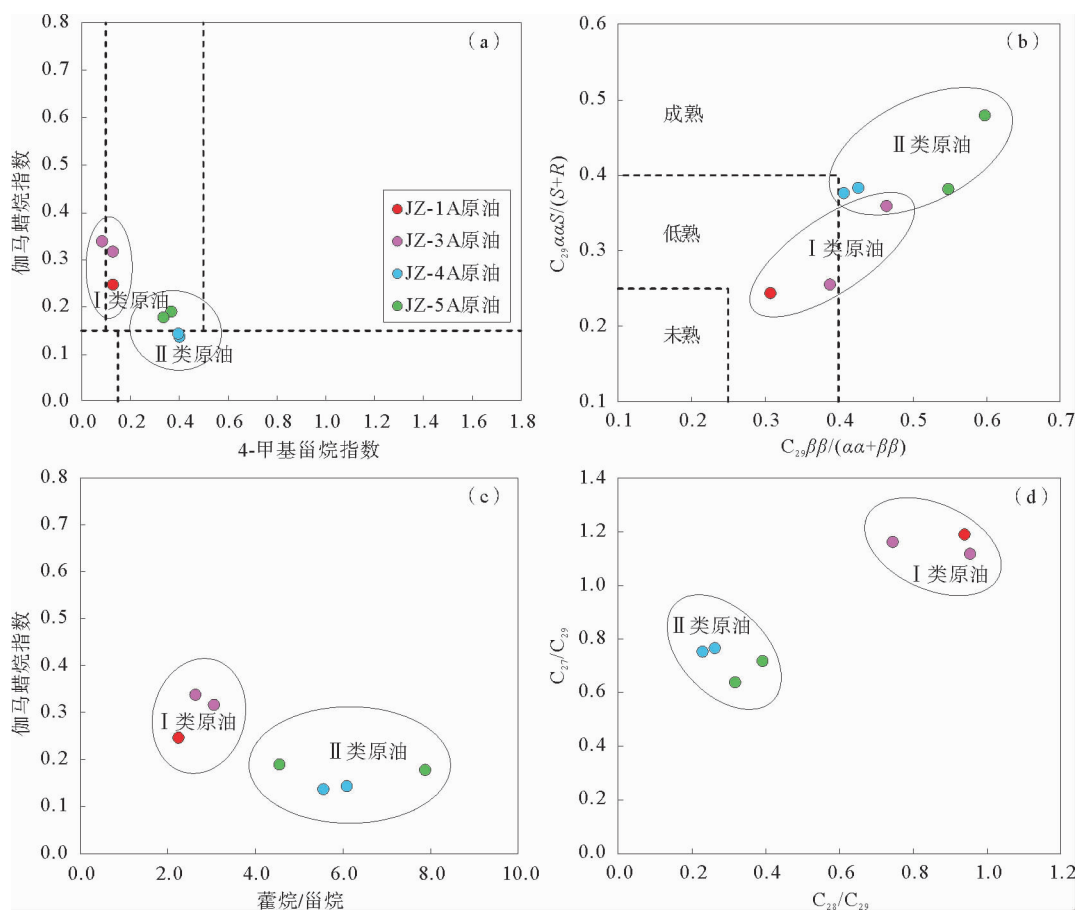 (a)
伽马蜡烷指数
0.8
0.7
0.6
0.5
0.4
0.3
0.2
0.1
0.0
Ⅰ类原油
Ⅱ类原油
JZ-1A原油
JZ-3A原油
JZ-4A原油
JZ-5A原油
0.0 0.2 0.4 0.6 0.8 1.0 1.2 1.4 1.6 1.8
4-甲基甾烷指数
(b)
C₂₉ααS/(S+R)
0.6
0.5
0.4
0.3
0.2
0.1
成熟
低熟
未熟
Ⅱ类原油
Ⅰ类原油
0.1 0.2 0.3 0.4 0.5 0.6 0.7
C₂₉ββ/(αα+ββ)
(c)
伽马蜡烷指数
0.8
0.7
0.6
0.5
0.4
0.3
0.2
0.1
0.0
Ⅰ类原油
Ⅱ类原油
0.0 2.0 4.0 6.0 8.0 10.0
藿烷/甾烷
(d)
C₂₇/C₂₉
1.4
1.2
1.0
0.8
0.6
0.4
0.2
0.0
Ⅰ类原油
Ⅱ类原油
0.0 0.2 0.4 0.6 0.8 1.0 1.2
C₂₈/C₂₉